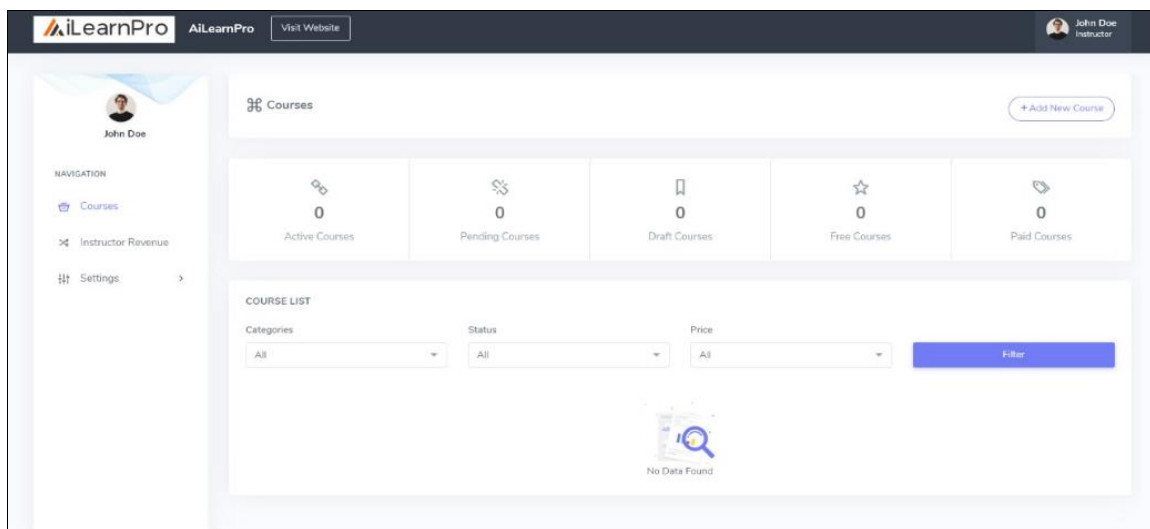 AiLearnPro AiLearnPro Visit Website
John Doe
Instructor
John Doe
NAVIGATION
Courses
Instructor Revenue
Settings
Courses
+ Add New Course
0
Active Courses
0
Pending Courses
0
Draft Courses
0
Free Courses
0
Paid Courses
COURSE LIST
Categories
All
Status
All
Price
All
Filter
No Data Found